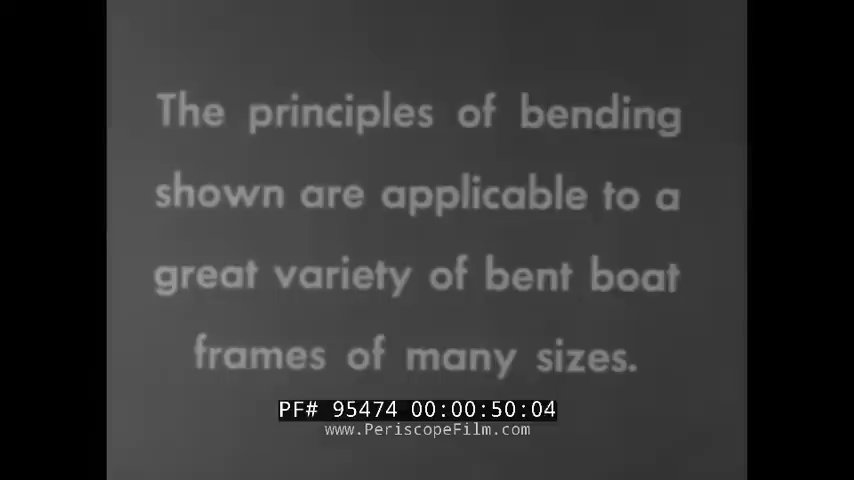 The principles of bending
shown are applicable to a
great variety of bent boat
frames of many sizes.
PF# 95474 00:00:50:04
www.PeriscopeFilm.com